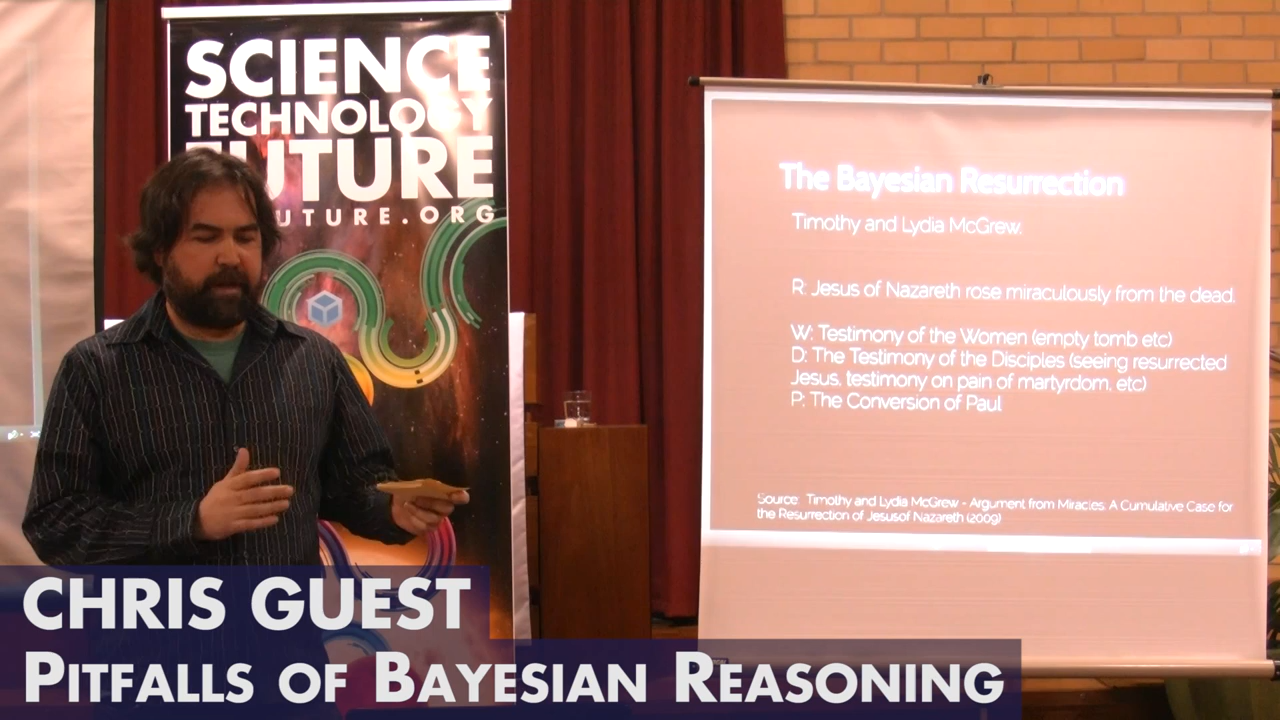 SCIENCE
TECHNOLOGY
FUTURE
UTURE.ORG
The Bayesian Resurrection
Timothy and Lydia McGrew.
R: Jesus of Nazareth rose miraculously from the dead.
W: Testimony of the Women (empty tomb etc)
D: The Testimony of the Disciples (seeing resurrected
Jesus, testimony on pain of martyrdom, etc)
P: The Conversion of Paul
Source: Timothy and Lydia McGrew - Argument from Miracles: A Cumulative Case for
the Resurrection of Jesusof Nazareth (2009)
CHRIS GUEST
PITFALLS OF BAYESIAN REASONING